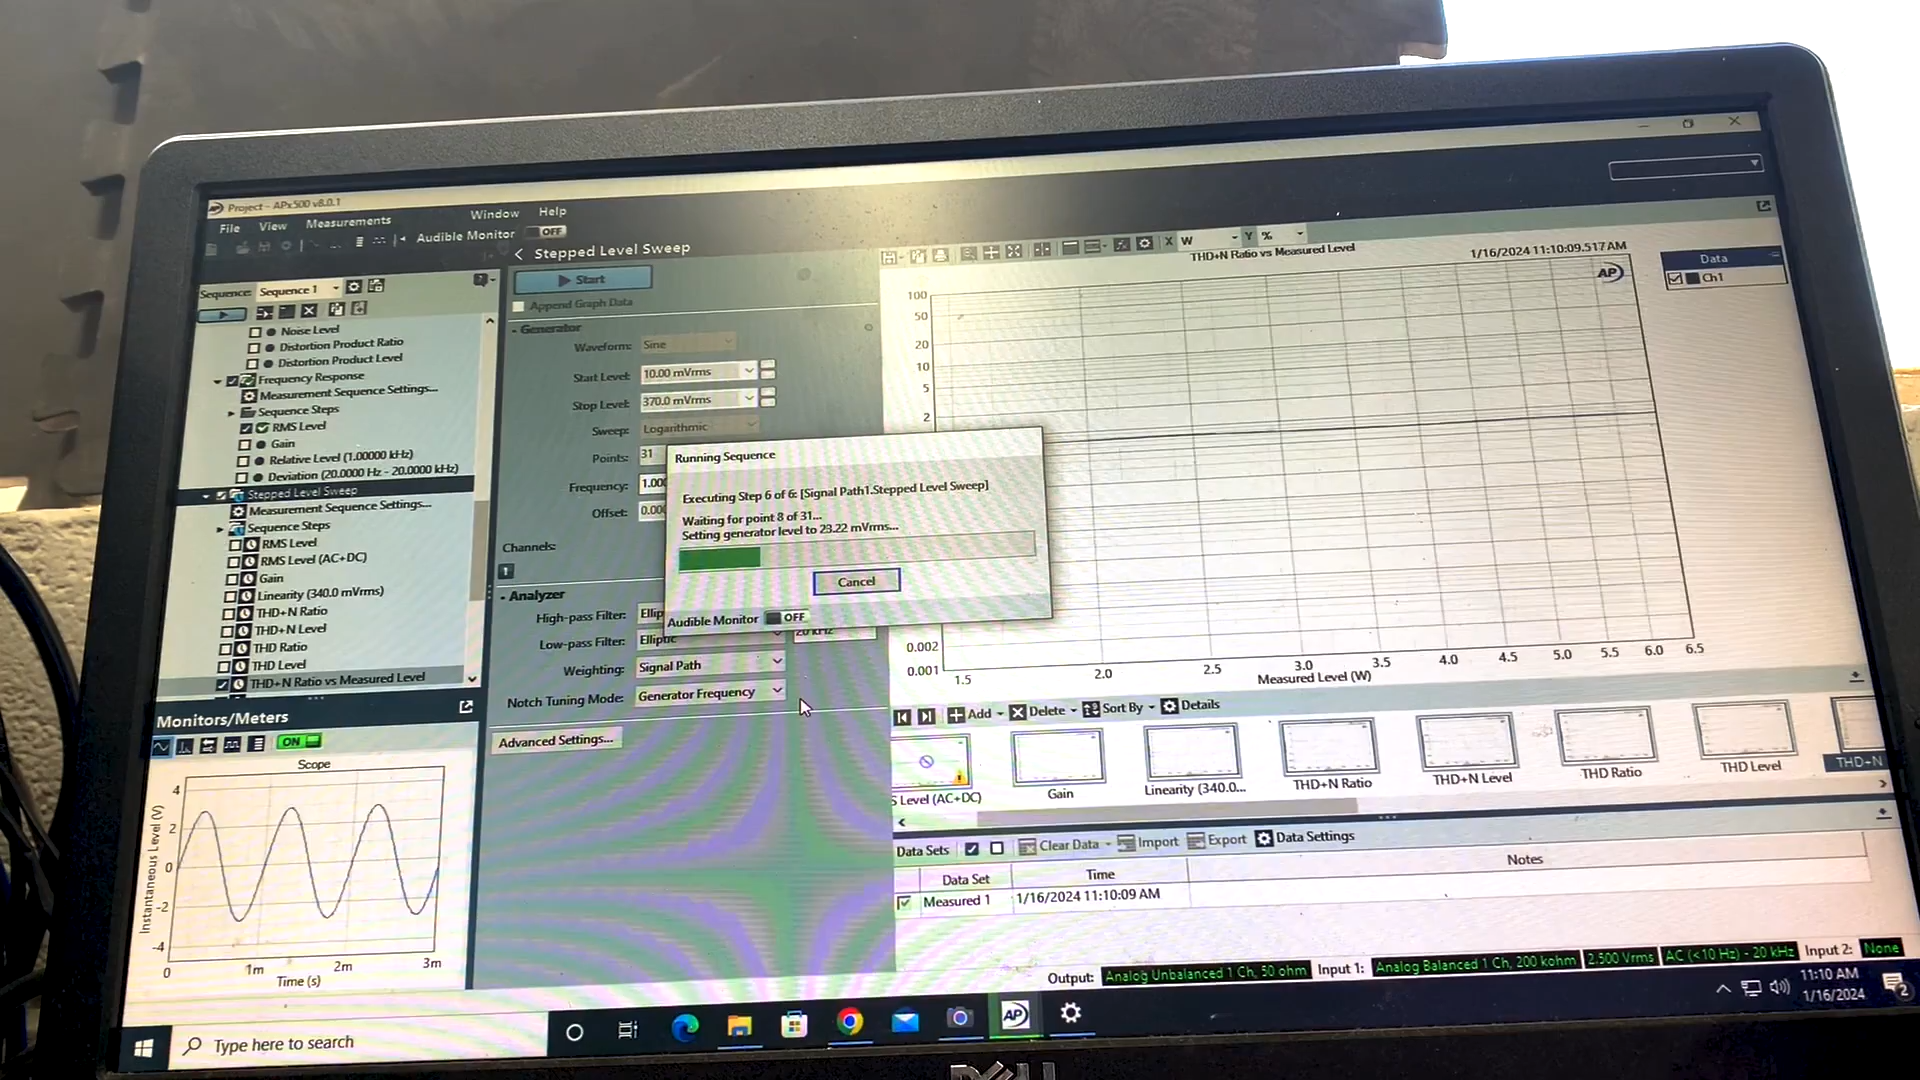 Project - APx500 v8.0.1
File View Measurements Window Help
Audible Monitor OFF
Sequence: Sequence 1
Noise Level
Distortion Product Ratio
Distortion Product Level
Frequency Response
Measurement Sequence Settings...
Sequence Steps
RMS Level
Gain
Relative Level (1.00000 kHz)
Deviation (20.0000 Hz - 20.0000 kHz)
Stepped Level Sweep
Measurement Sequence Settings...
Sequence Steps
RMS Level
RMS Level (AC+DC)
Gain
Linearity (340.0 mVrms)
THD+N Ratio
THD+N Level
THD Ratio
THD Level
THD+N Ratio vs Measured Level
Monitors/Meters
ON
Scope
Instantaneous Level (V)
4
2
0
-2
-4
0 1m 2m 3m
Time (s)
Stepped Level Sweep
Start
Append Graph Data
Generator
Waveform: Sine
Start Level: 10.00 mVrms
Stop Level: 370.0 mVrms
Sweep: Logarithmic
Points: 31
Frequency: 1.000
Offset: 0.000
Channels:
1
Analyzer
High-pass Filter: Ellip
Low-pass Filter: Elliptic 20 kHz
Weighting: Signal Path
Notch Tuning Mode: Generator Frequency
Advanced Settings...
Running Sequence
Executing Step 6 of 6: [Signal Path1.Stepped Level Sweep]
Waiting for point 8 of 31...
Setting generator level to 23.22 mVrms...
Cancel
Audible Monitor OFF
X W Y %
THD+N Ratio vs Measured Level
1/16/2024 11:10:09.517 AM
AP
Data
Ch1
100
50
20
10
5
2
0.002
0.001
1.5 2.0 2.5 3.0 3.5 4.0 4.5 5.0 5.5 6.0 6.5
Measured Level (W)
Add Delete Sort By Details
S Level (AC+DC) Gain Linearity (340.0... THD+N Ratio THD+N Level THD Ratio THD Level THD+N
Data Sets Clear Data Import Export Data Settings
Data Set Time Notes
Measured 1 1/16/2024 11:10:09 AM
Output: Analog Unbalanced 1 Ch, 50 ohm Input 1: Analog Balanced 1 Ch, 200 kohm 2.500 Vrms AC (<10 Hz) - 20 kHz Input 2: None
Type here to search
AP
11:10 AM
1/16/2024
2
DELL